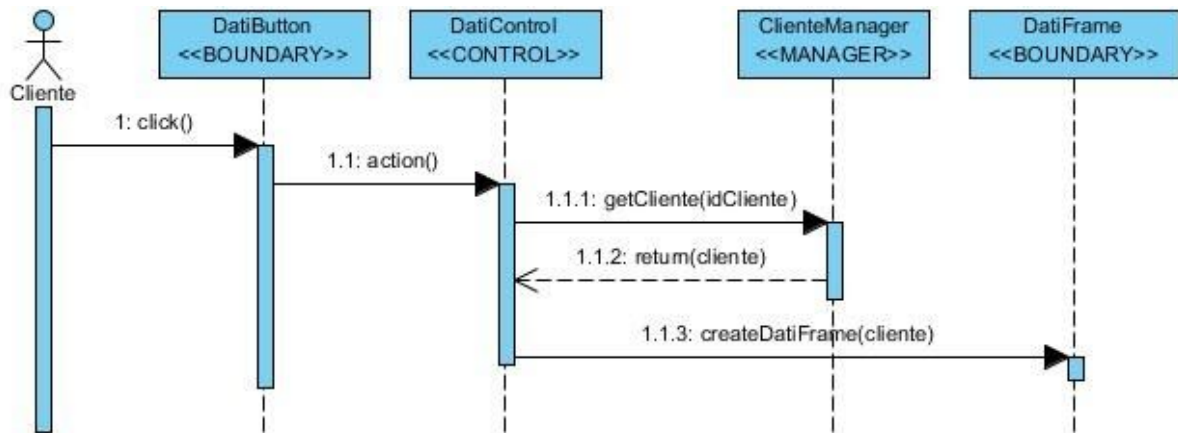 DatiButton
<<BOUNDARY>>
DatiControl
<<CONTROL>>
ClienteManager
<<MANAGER>>
DatiFrame
<<BOUNDARY>>
Cliente
1: click()
1.1: action()
1.1.1: getCliente(idCliente)
1.1.2: return(cliente)
1.1.3: createDatiFrame(cliente)